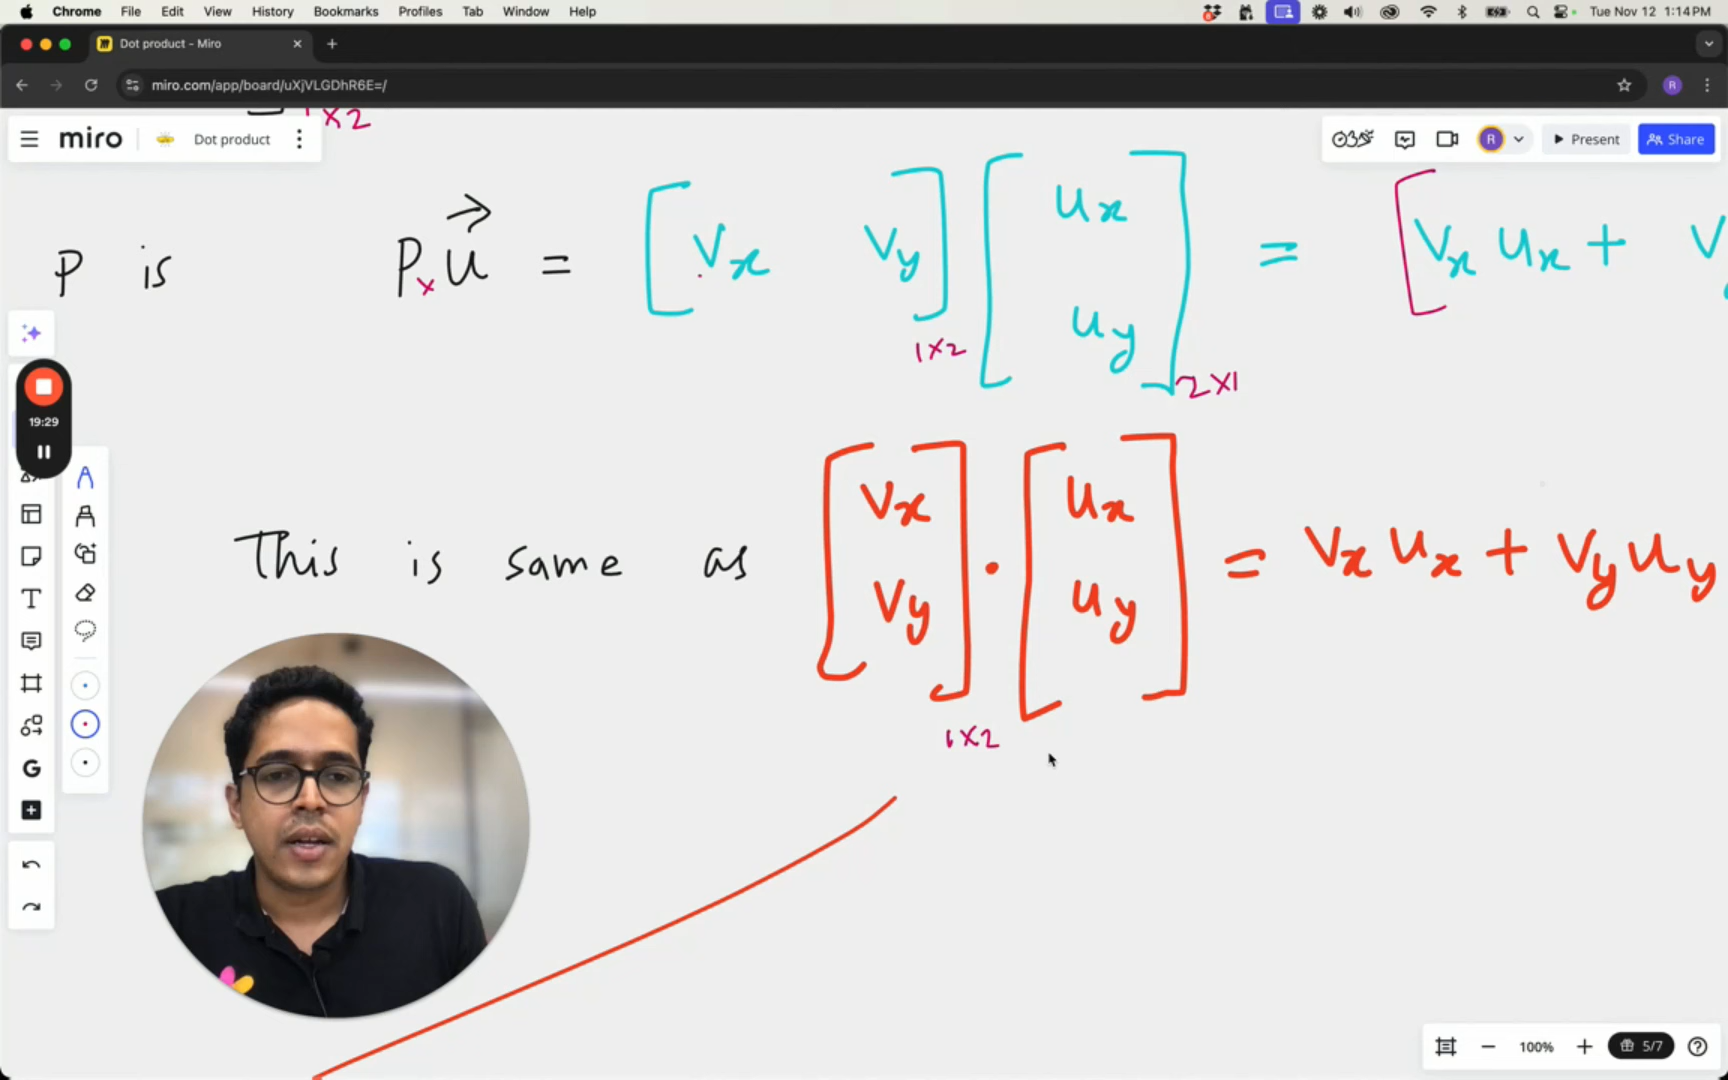 Chrome File Edit View History Bookmarks Profiles Tab Window Help Tue Nov 12 1:14 PM
Dot product - Miro
miro.com/app/board/uXjVLGDhR6E=/ R
1x2
miro Dot product R Present Share
P is P x u = [ Vx Vy ] 1x2 [ ux uy ] 2x1 = [ Vx ux + V
19:29
This is same as [ Vx Vy ] • [ ux uy ] = Vx ux + Vy uy
1x2
T
G
100% 5/7